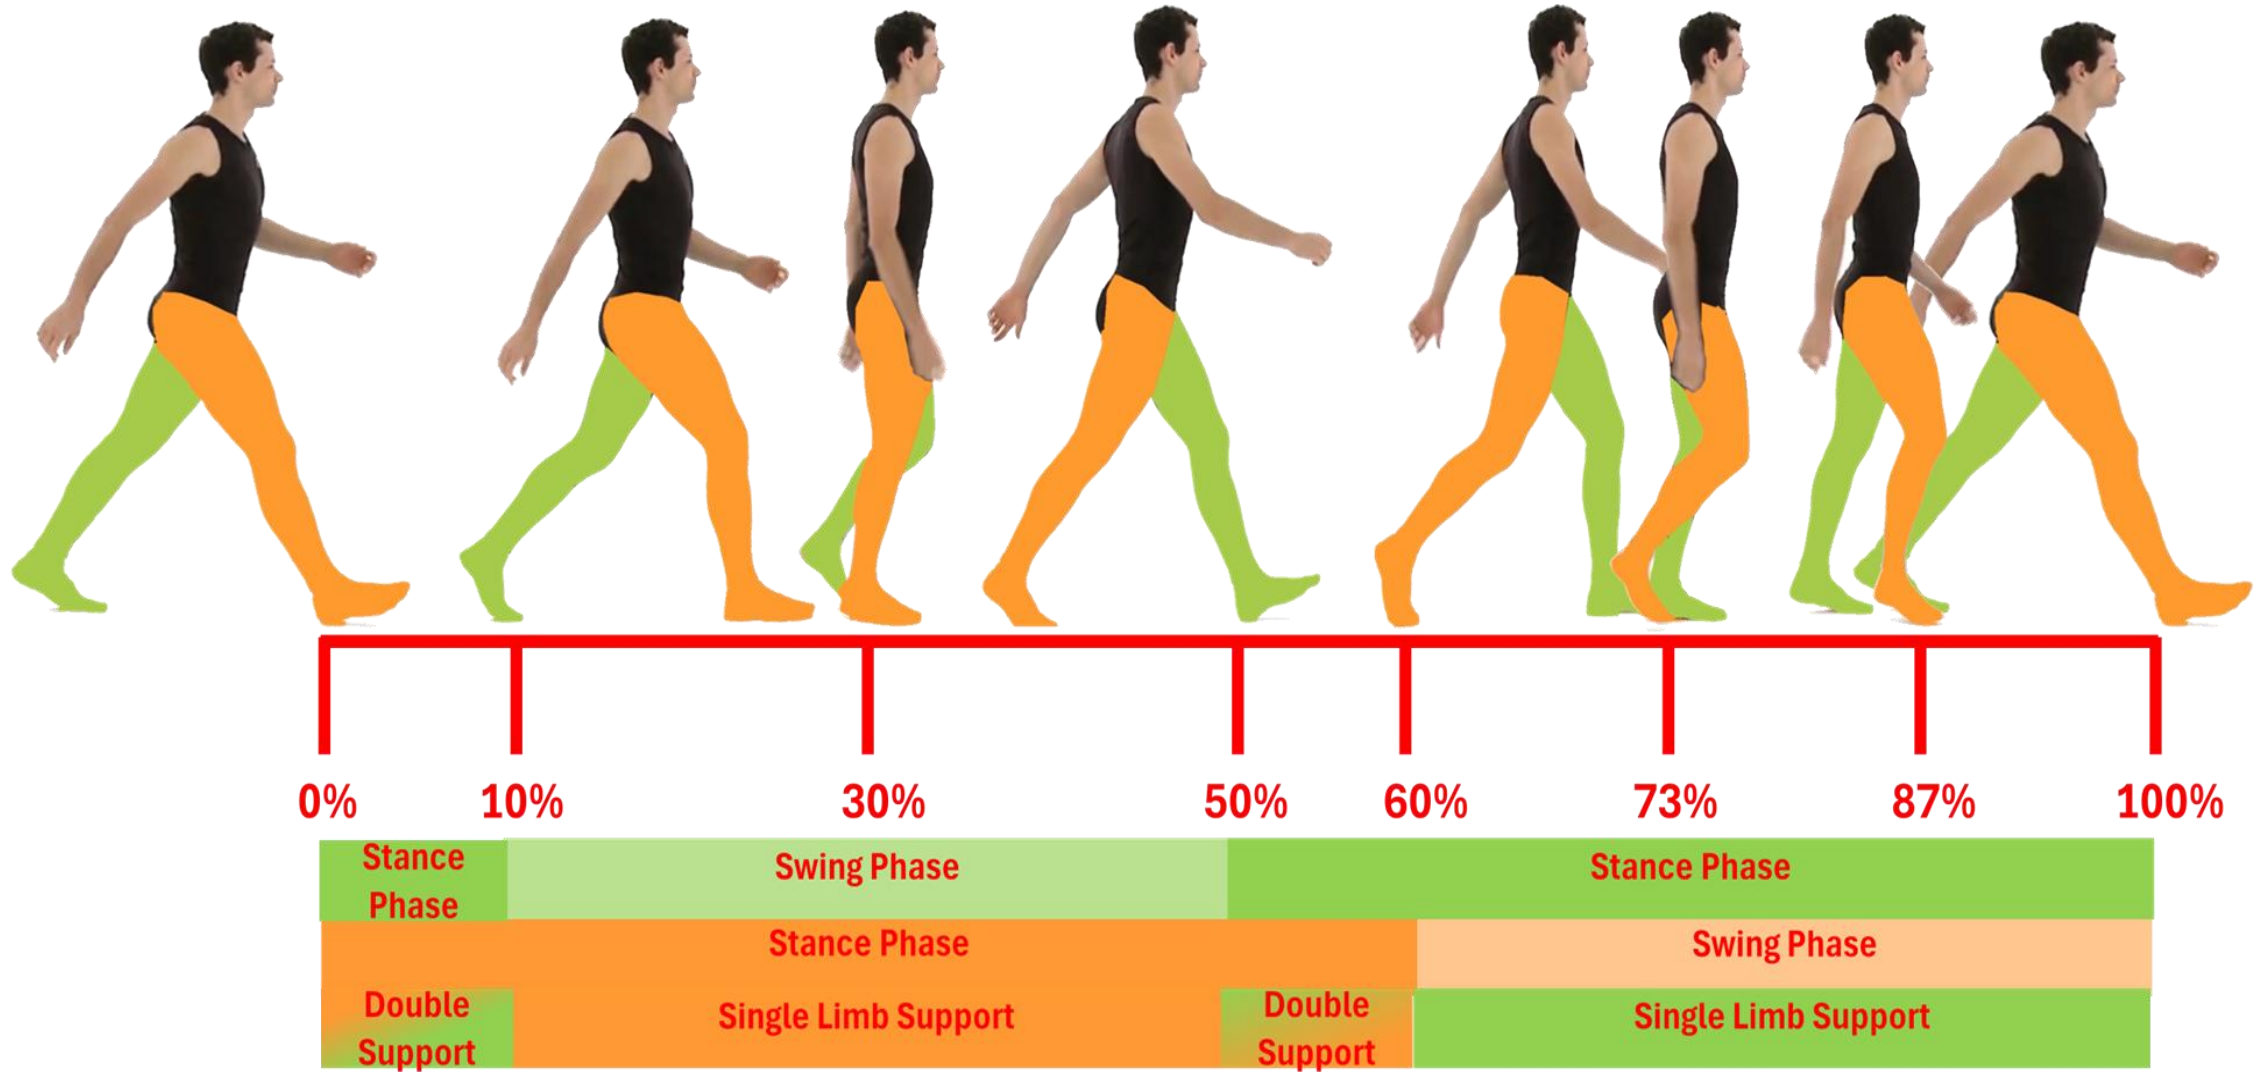 0% 10% 30% 50% 60% 73% 87% 100%
Stance
Phase
Swing Phase
Stance Phase
Stance Phase
Swing Phase
Double
Support
Single Limb Support
Double
Support
Single Limb Support